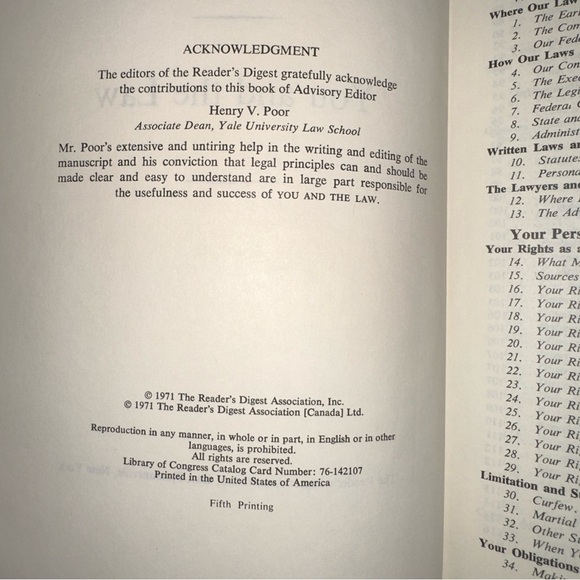 ACKNOWLEDGMENT
The editors of the Reader's Digest gratefully acknowledge
the contributions to this book of Advisory Editor
Henry V. Poor
Associate Dean, Yale University Law School
Mr. Poor's extensive and untiring help in the writing and editing of the
manuscript and his conviction that legal principles can and should be
made clear and easy to understand are in large part responsible for
the usefulness and success of YOU AND THE LAW.
© 1971 The Reader's Digest Association, Inc.
© 1971 The Reader's Digest Association [Canada] Ltd.
Reproduction in any manner, in whole or in part, in English or in other
languages, is prohibited.
All rights are reserved.
Library of Congress Catalog Card Number: 76-142107
Printed in the United States of America
Fifth Printing
Where Our Law
1. The
2. The
3. Our
How Our Laws
4. Our
5. The
6. The
7.
8. State
9.
Written Laws
10.
11.
The Lawyers and
12. Where
13. The
Your
Your Rights as
14. What
15. Sources
16. Your
17. Your
18. Your
19. Your
20. Your
21. Your
22. Your
23. Your
24. Your
25. Your
26. Your
27. Your
28. Your
29. Your
Limitation and
30. Curfew,
31. Martial
32. Other
33. When
Your Obligations
34.